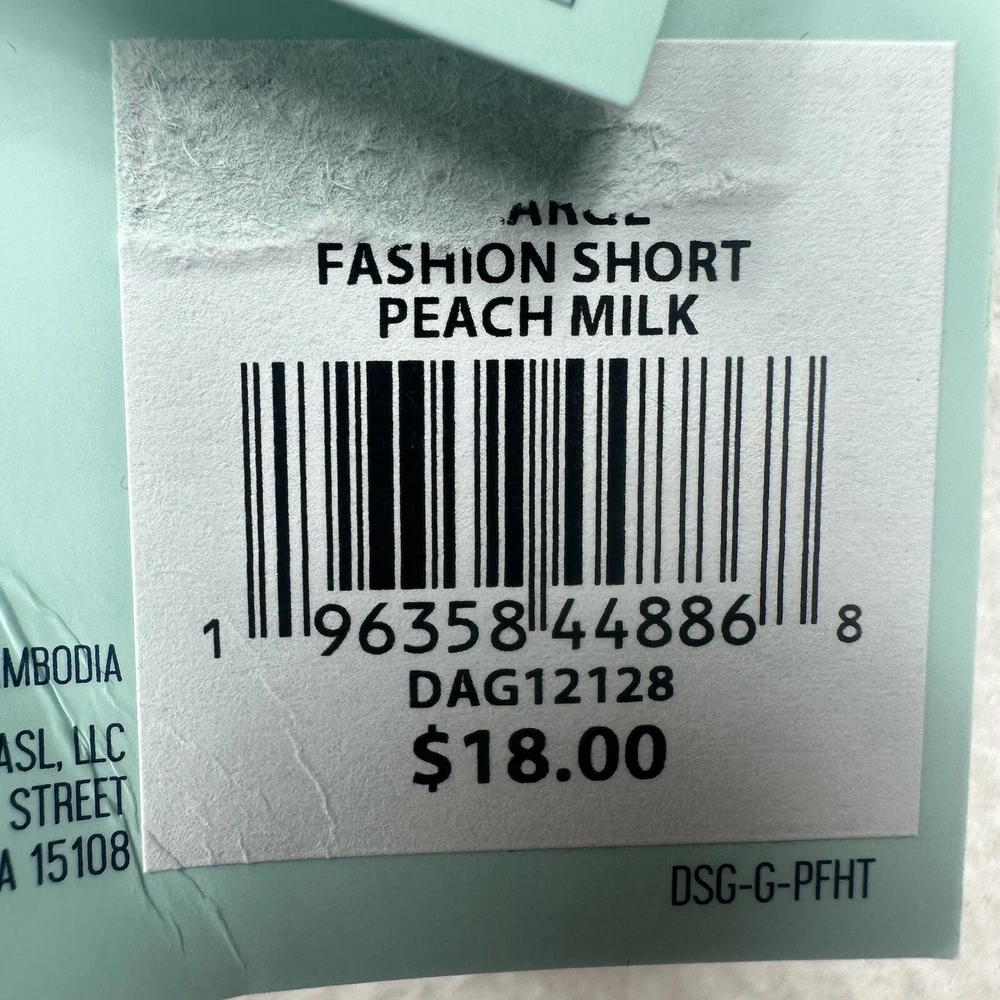 FASHION SHORT
PEACH MILK
1 96358 44886 8
DAG12128
$18.00
MBODIA
ASL, LLC
STREET
A 15108
DSG-G-PFHT